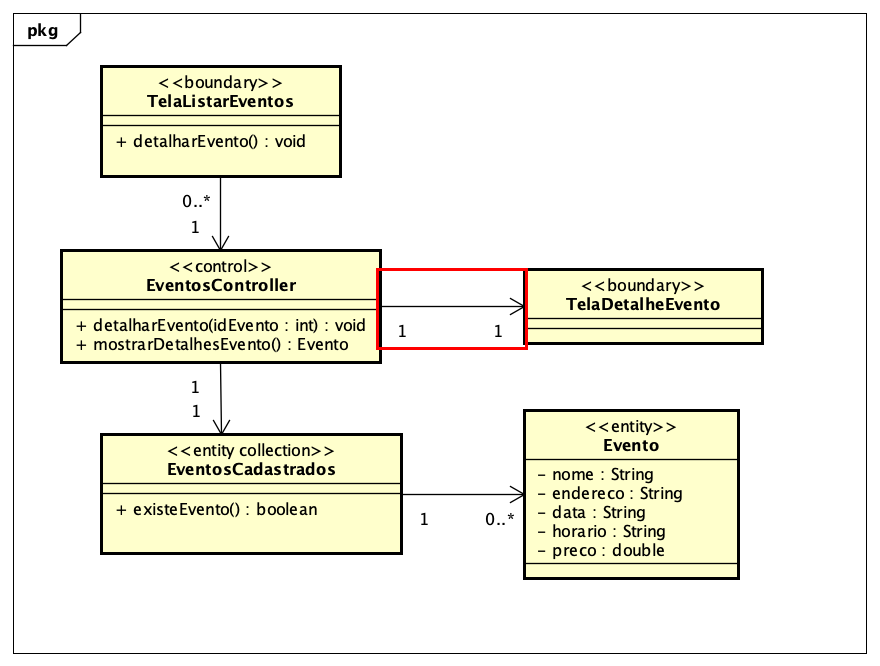 pkg
<<boundary>>
TelaListarEventos
+ detalharEvento() : void
0..*
1
<<control>>
EventosController
+ detalharEvento(idEvento : int) : void
+ mostrarDetalhesEvento() : Evento
1
1
<<boundary>>
TelaDetalheEvento
1
1
<<entity collection>>
EventosCadastrados
+ existeEvento() : boolean
1
0..*
<<entity>>
Evento
- nome : String
- endereco : String
- data : String
- horario : String
- preco : double